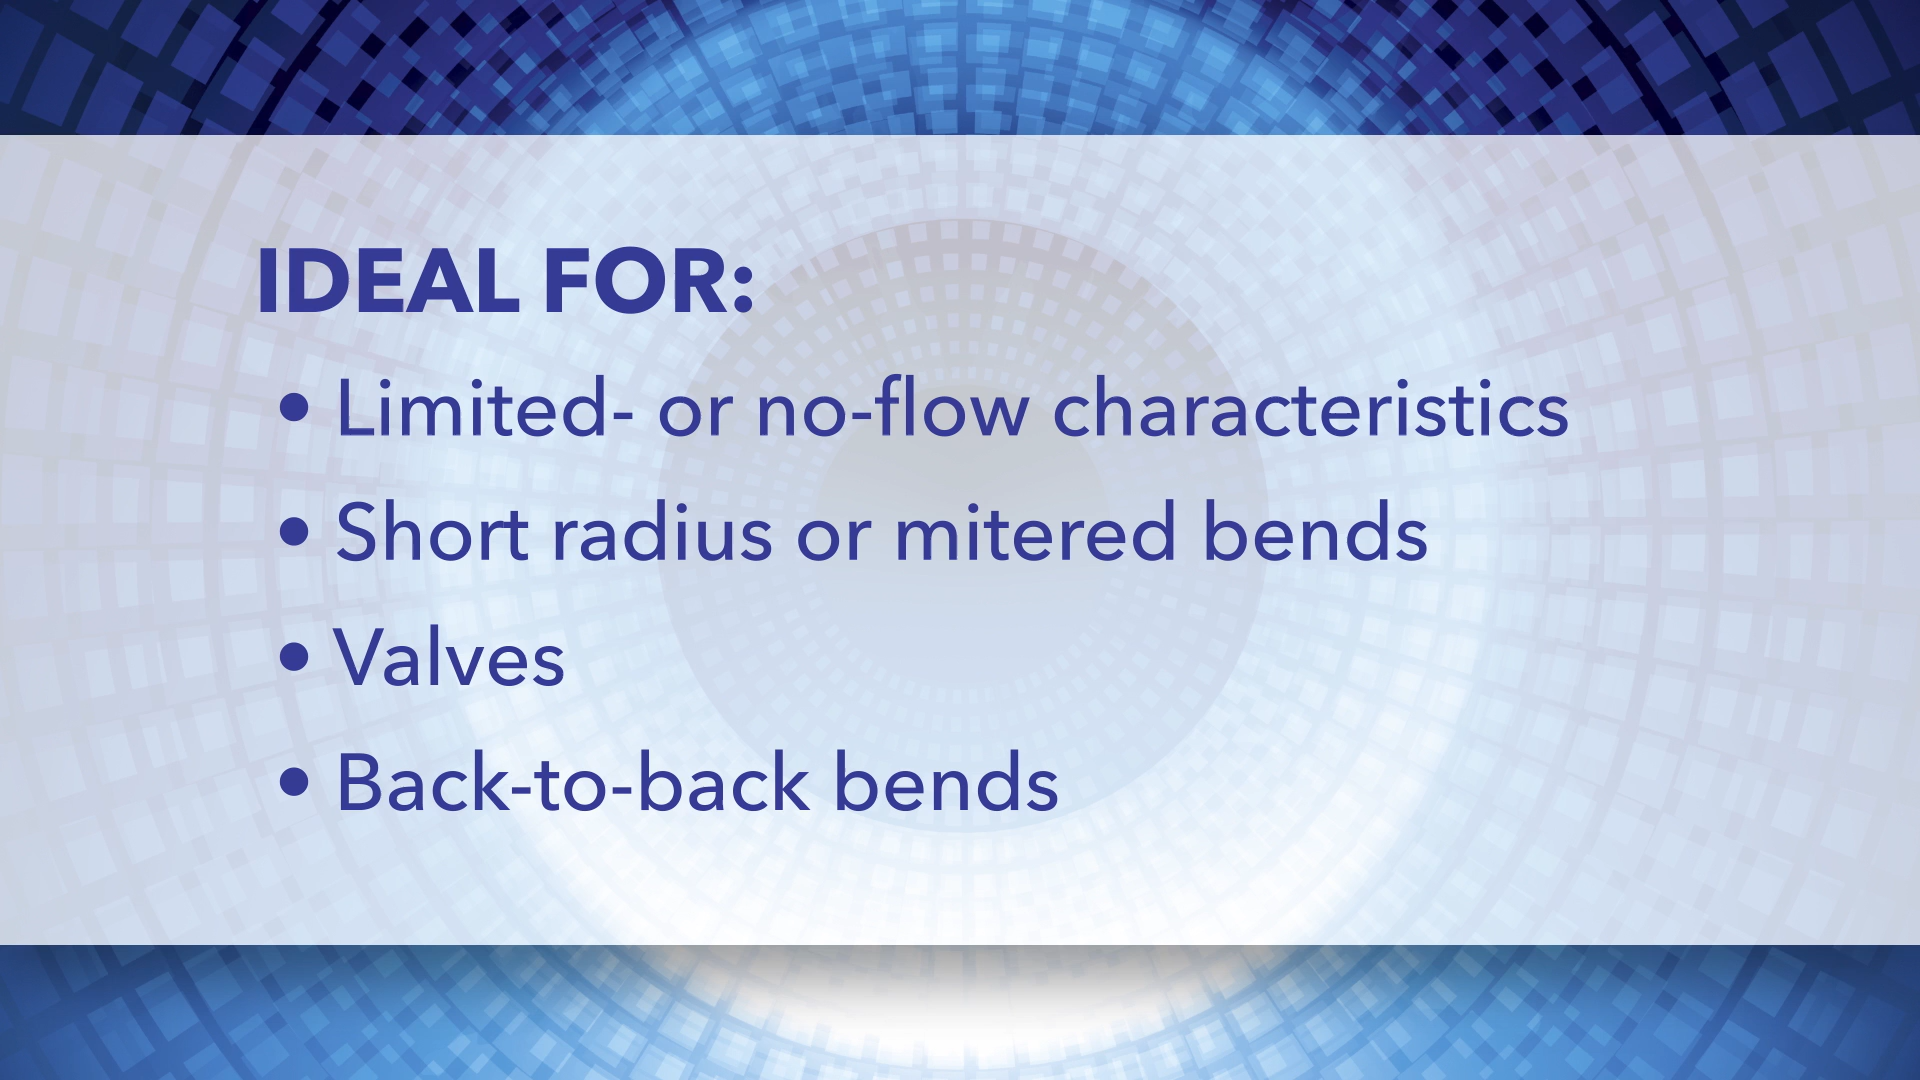 IDEAL FOR:
• Limited- or no-flow characteristics
• Short radius or mitered bends
• Valves
• Back-to-back bends